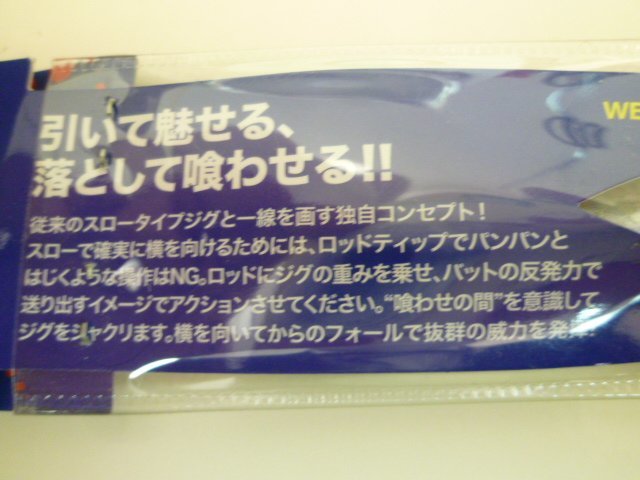 引いて魅せる、
落として喰わせる!!
従来のスロータイプジグと一線を画す独自コンセプト!
スローで確実に横を向けるためには、ロッドティップでパンパンと
はじくような操作はNG。ロッドにジグの重みを乗せ、バットの反発力で
送り出すイメージでアクションさせてください。“喰わせの間”を意識して
ジグをシャクリます。横を向いてからのフォールで抜群の威力を発揮!
WE